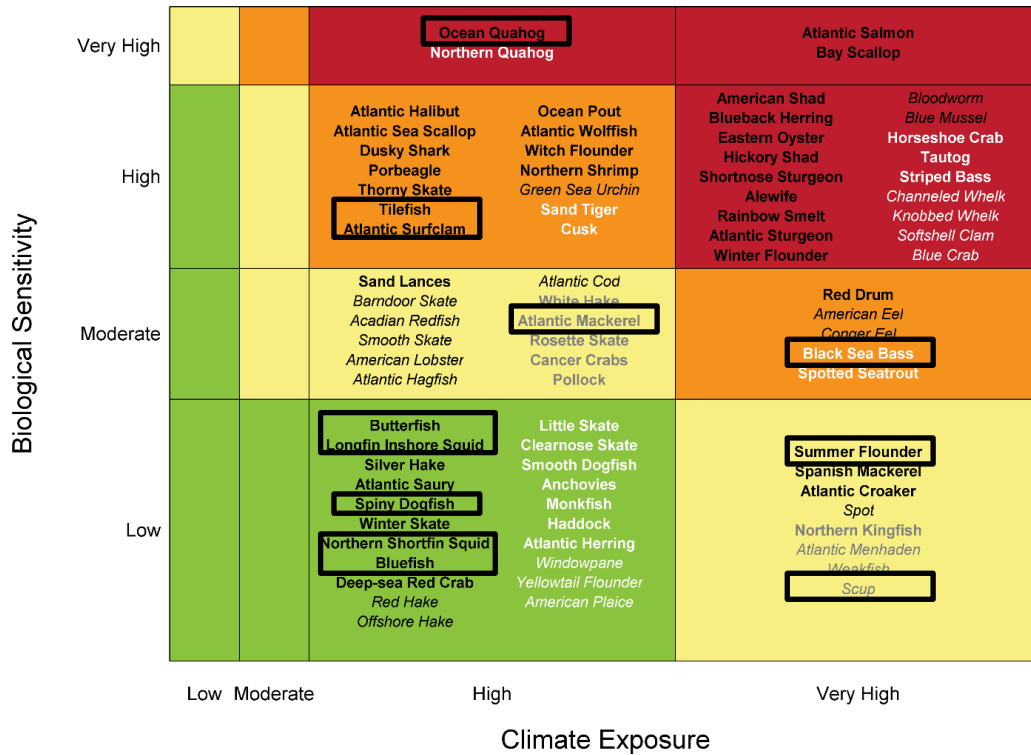 Biological Sensitivity
Very High
Ocean Quahog
Northern Quahog
Atlantic Salmon
Bay Scallop
High
Atlantic Halibut
Atlantic Sea Scallop
Dusky Shark
Porbeagle
Thorny Skate
Tilefish
Atlantic Surfclam
Ocean Pout
Atlantic Wolffish
Witch Flounder
Northern Shrimp
Green Sea Urchin
Sand Tiger
Cusk
American Shad
Blueback Herring
Eastern Oyster
Hickory Shad
Shortnose Sturgeon
Alewife
Rainbow Smelt
Atlantic Sturgeon
Winter Flounder
Bloodworm
Blue Mussel
Horseshoe Crab
Tautog
Striped Bass
Channeled Whelk
Knobbed Whelk
Softshell Clam
Blue Crab
Moderate
Sand Lances
Barndoor Skate
Acadian Redfish
Smooth Skate
American Lobster
Atlantic Hagfish
Atlantic Cod
White Hake
Atlantic Mackerel
Rosette Skate
Cancer Crabs
Pollock
Red Drum
American Eel
Conger Eel
Black Sea Bass
Spotted Seatrout
Low
Butterfish
Longfin Inshore Squid
Silver Hake
Atlantic Saury
Spiny Dogfish
Winter Skate
Northern Shortfin Squid
Bluefish
Deep-sea Red Crab
Red Hake
Offshore Hake
Little Skate
Clearnose Skate
Smooth Dogfish
Anchovies
Monkfish
Haddock
Atlantic Herring
Windowpane
Yellowtail Flounder
American Plaice
Summer Flounder
Spanish Mackerel
Atlantic Croaker
Spot
Northern Kingfish
Atlantic Menhaden
Weakfish
Scup
Low
Moderate
High
Very High
Climate Exposure